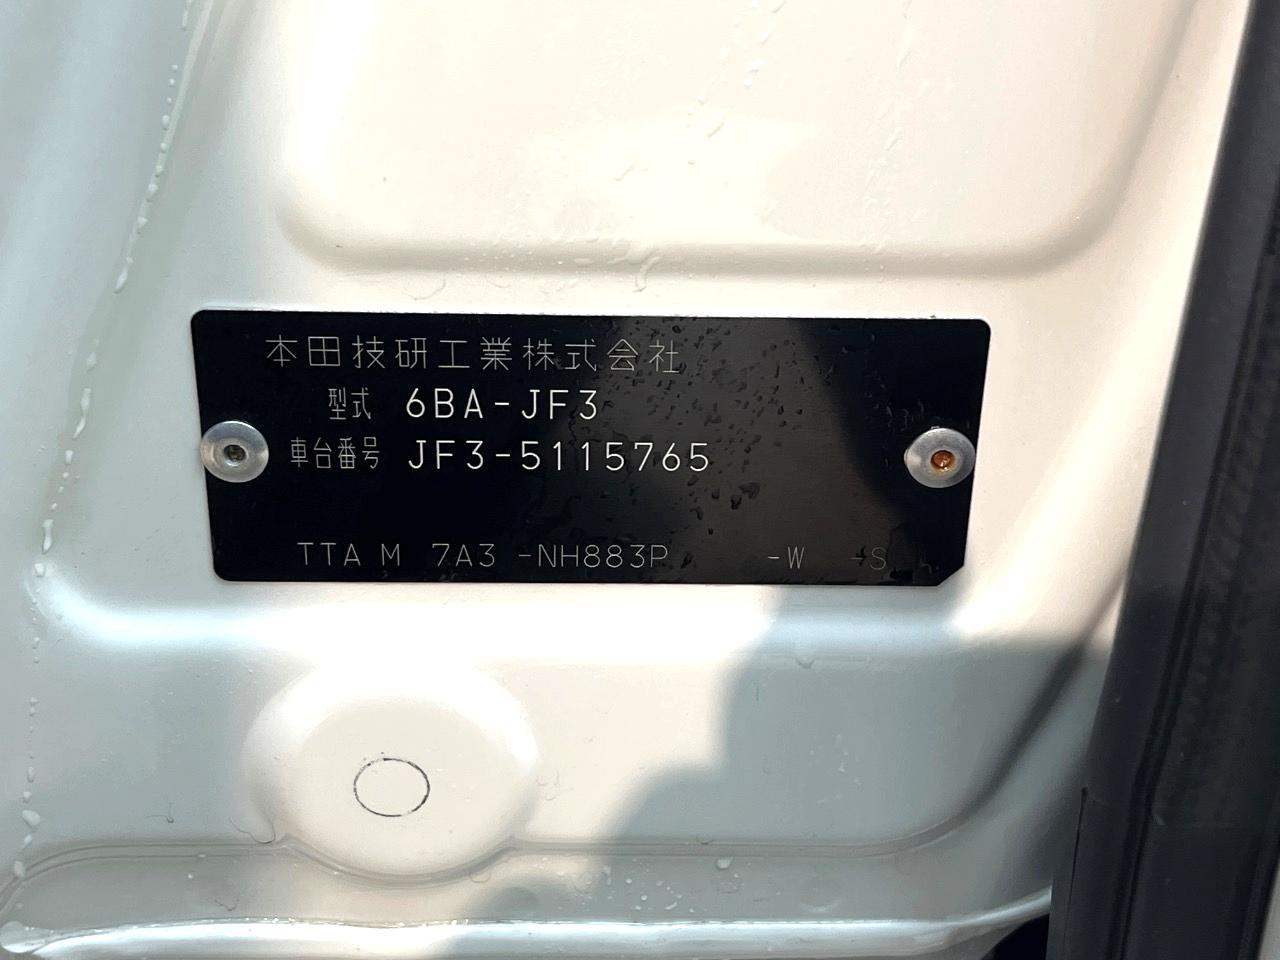 本田技研工業株式会社
型式 6BA-JF3
車台番号 JF3-5115765
TTA M 7A3 -NH883P -W -S